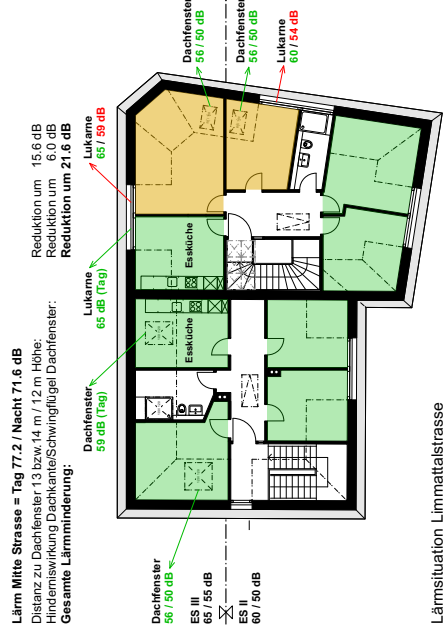 Lärm Mitte Strasse = Tag 77.2 / Nacht 71.6 dB
Distanz zu Dachfenster 13 bzw.14 m / 12 m Höhe: Reduktion um 15.6 dB
Hinderniswirkung Dachkante/Schwingflügel Dachfenster: Reduktion um 6.0 dB
Gesamte Lärmminderung: Reduktion um 21.6 dB
Dachfenster
59 dB (Tag)
Lukarne
65 dB (Tag)
Lukarne
65 / 59 dB
Dachfenster
56 / 50 dB
Dachfenster
56 / 50 dB
Lukarne
60 / 54 dB
Essküche
Essküche
Dachfenster
56 / 50 dB
ES III
65 / 55 dB
ES II
60 / 50 dB
Lärmsituation Limmattalstrasse